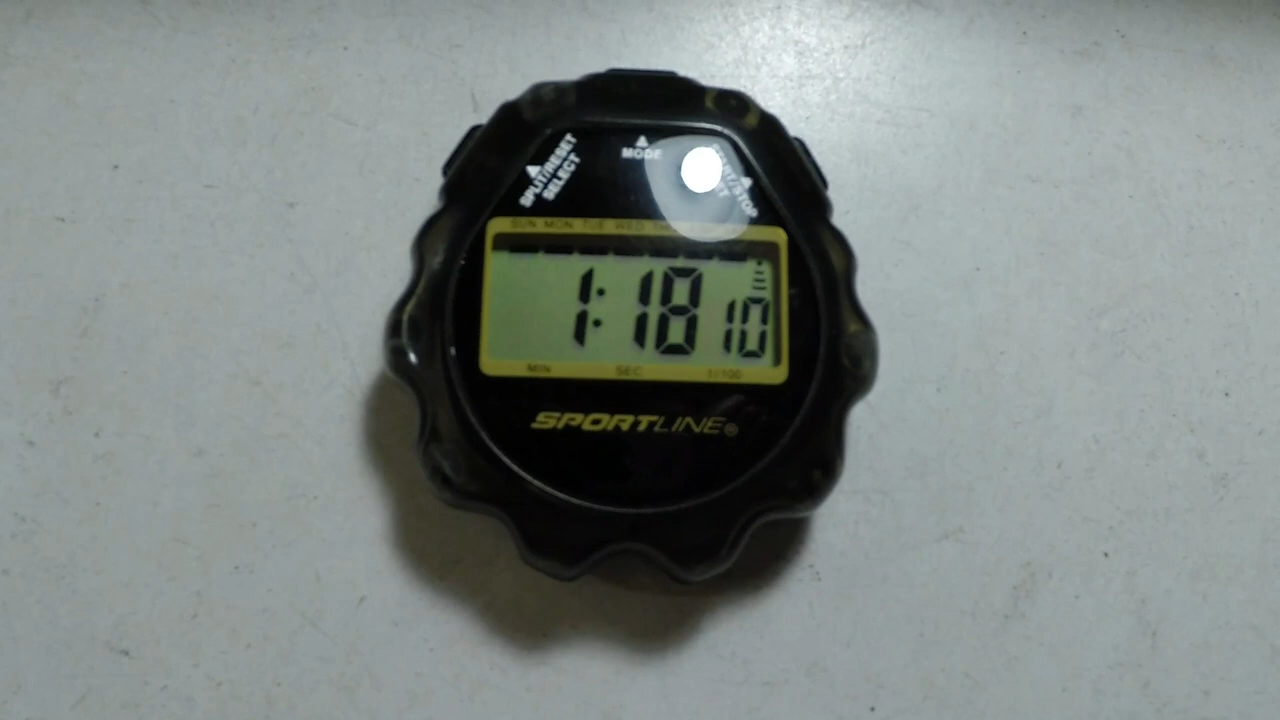 SPLIT/RESET
SELECT
MODE
SUN MON TUE WED
1:18 10
MIN SEC 1/100
SPORTLINE®